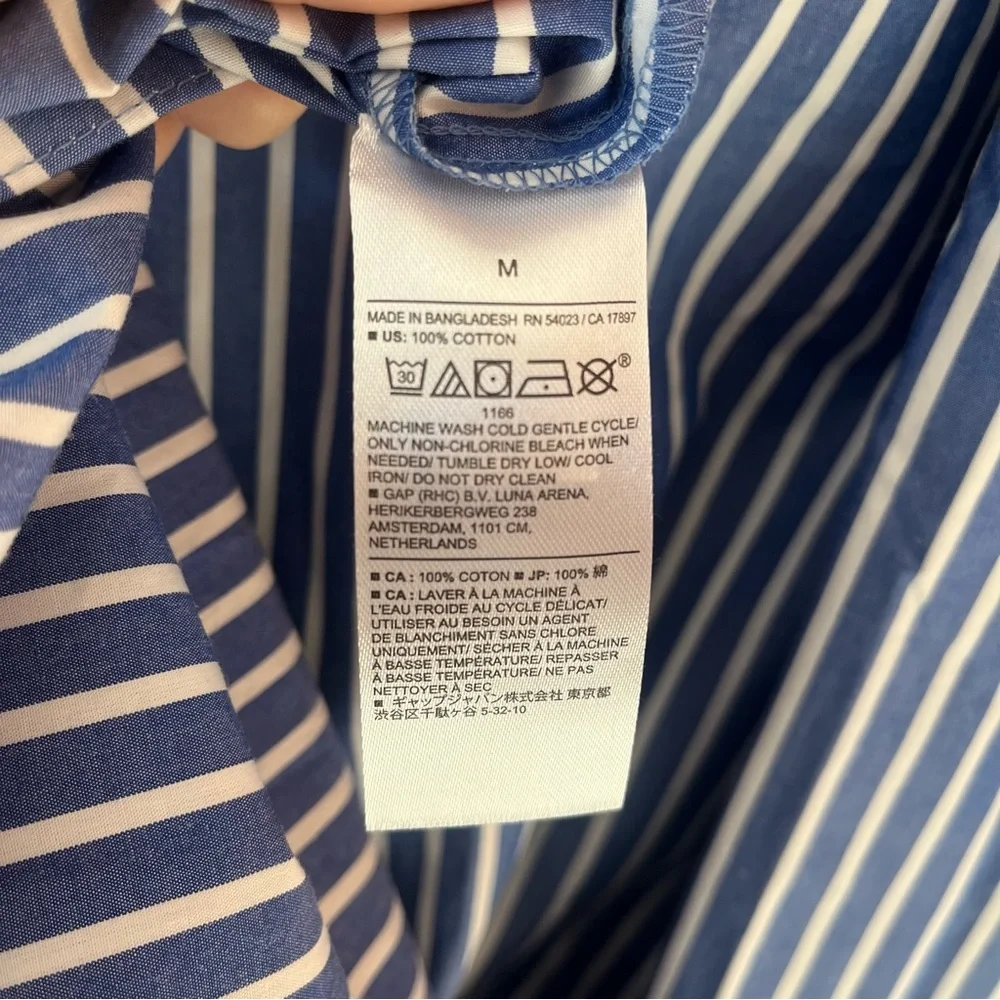 M
MADE IN BANGLADESH RN 54023 / CA 17897
■ US: 100% COTTON
30 ®
1166
MACHINE WASH COLD GENTLE CYCLE/
ONLY NON-CHLORINE BLEACH WHEN
NEEDED/ TUMBLE DRY LOW/ COOL
IRON/ DO NOT DRY CLEAN
■ GAP (RHC) B.V. LUNA ARENA,
HERIKERBERGWEG 238
AMSTERDAM, 1101 CM,
NETHERLANDS
■ CA : 100% COTON ■ JP: 100% 綿
■ CA : LAVER À LA MACHINE À
L'EAU FROIDE AU CYCLE DÉLICAT/
UTILISER AU BESOIN UN AGENT
DE BLANCHIMENT SANS CHLORE
UNIQUEMENT/ SÉCHER À LA MACHINE
À BASSE TEMPÉRATURE/ REPASSER
À BASSE TEMPÉRATURE/ NE PAS
NETTOYER À SEC
■ ギャップジャパン株式会社 東京都
渋谷区千駄ヶ谷 5-32-10